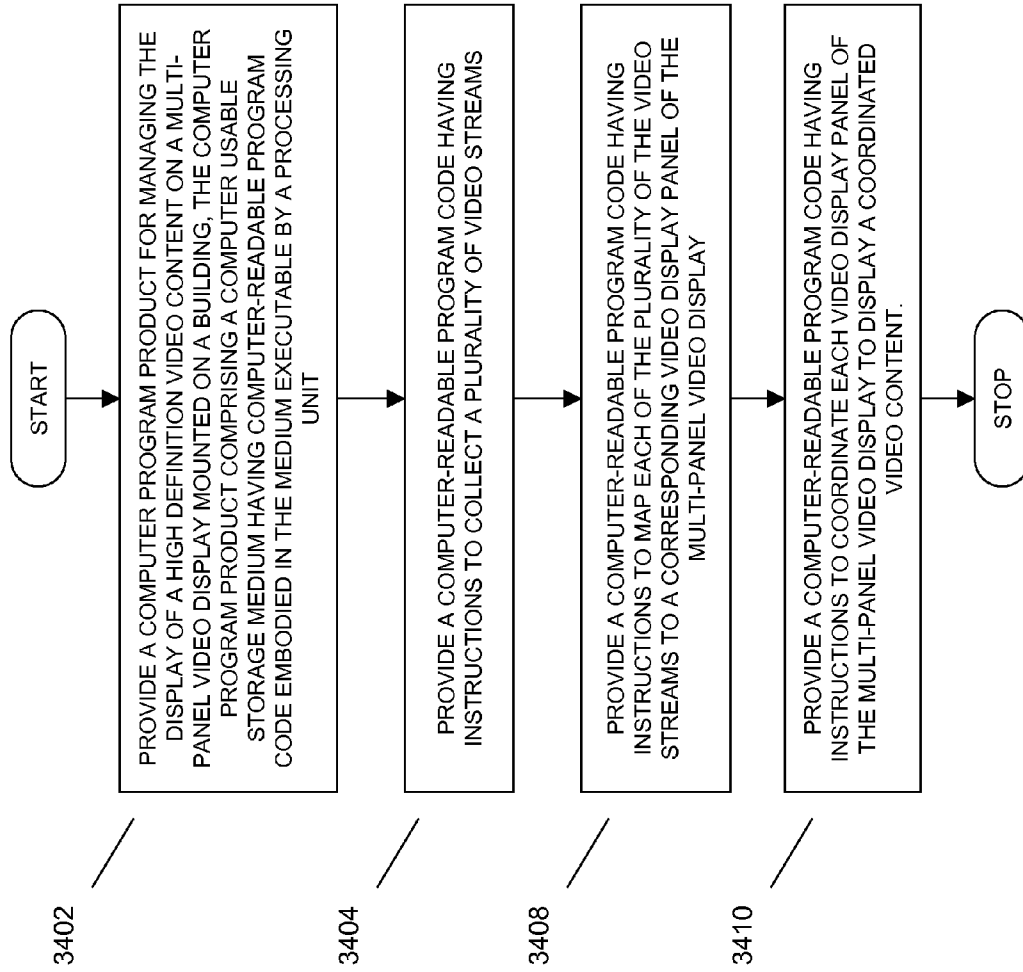 START
3402
PROVIDE A COMPUTER PROGRAM PRODUCT FOR MANAGING THE
DISPLAY OF A HIGH DEFINITION VIDEO CONTENT ON A MULTI-
PANEL VIDEO DISPLAY MOUNTED ON A BUILDING, THE COMPUTER
PROGRAM PRODUCT COMPRISING A COMPUTER USABLE
STORAGE MEDIUM HAVING COMPUTER-READABLE PROGRAM
CODE EMBODIED IN THE MEDIUM EXECUTABLE BY A PROCESSING
UNIT
3404
PROVIDE A COMPUTER-READABLE PROGRAM CODE HAVING
INSTRUCTIONS TO COLLECT A PLURALITY OF VIDEO STREAMS
3408
PROVIDE A COMPUTER-READABLE PROGRAM CODE HAVING
INSTRUCTIONS TO MAP EACH OF THE PLURALITY OF THE VIDEO
STREAMS TO A CORRESPONDING VIDEO DISPLAY PANEL OF THE
MULTI-PANEL VIDEO DISPLAY
3410
PROVIDE A COMPUTER-READABLE PROGRAM CODE HAVING
INSTRUCTIONS TO COORDINATE EACH VIDEO DISPLAY PANEL OF
THE MULTI-PANEL VIDEO DISPLAY TO DISPLAY A COORDINATED
VIDEO CONTENT.
STOP